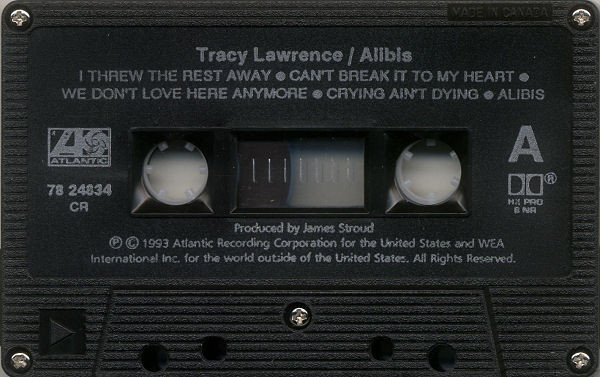 MADE IN CANADA
Tracy Lawrence / Alibis
I THREW THE REST AWAY ● CAN'T BREAK IT TO MY HEART ●
WE DON'T LOVE HERE ANYMORE ● CRYING AIN'T DYING ● ALIBIS
ATLANTIC
A
78 24834
CR
HX PRO
B NR
Produced by James Stroud
℗ © 1993 Atlantic Recording Corporation for the United States and WEA
International Inc. for the world outside of the United States. All Rights Reserved.